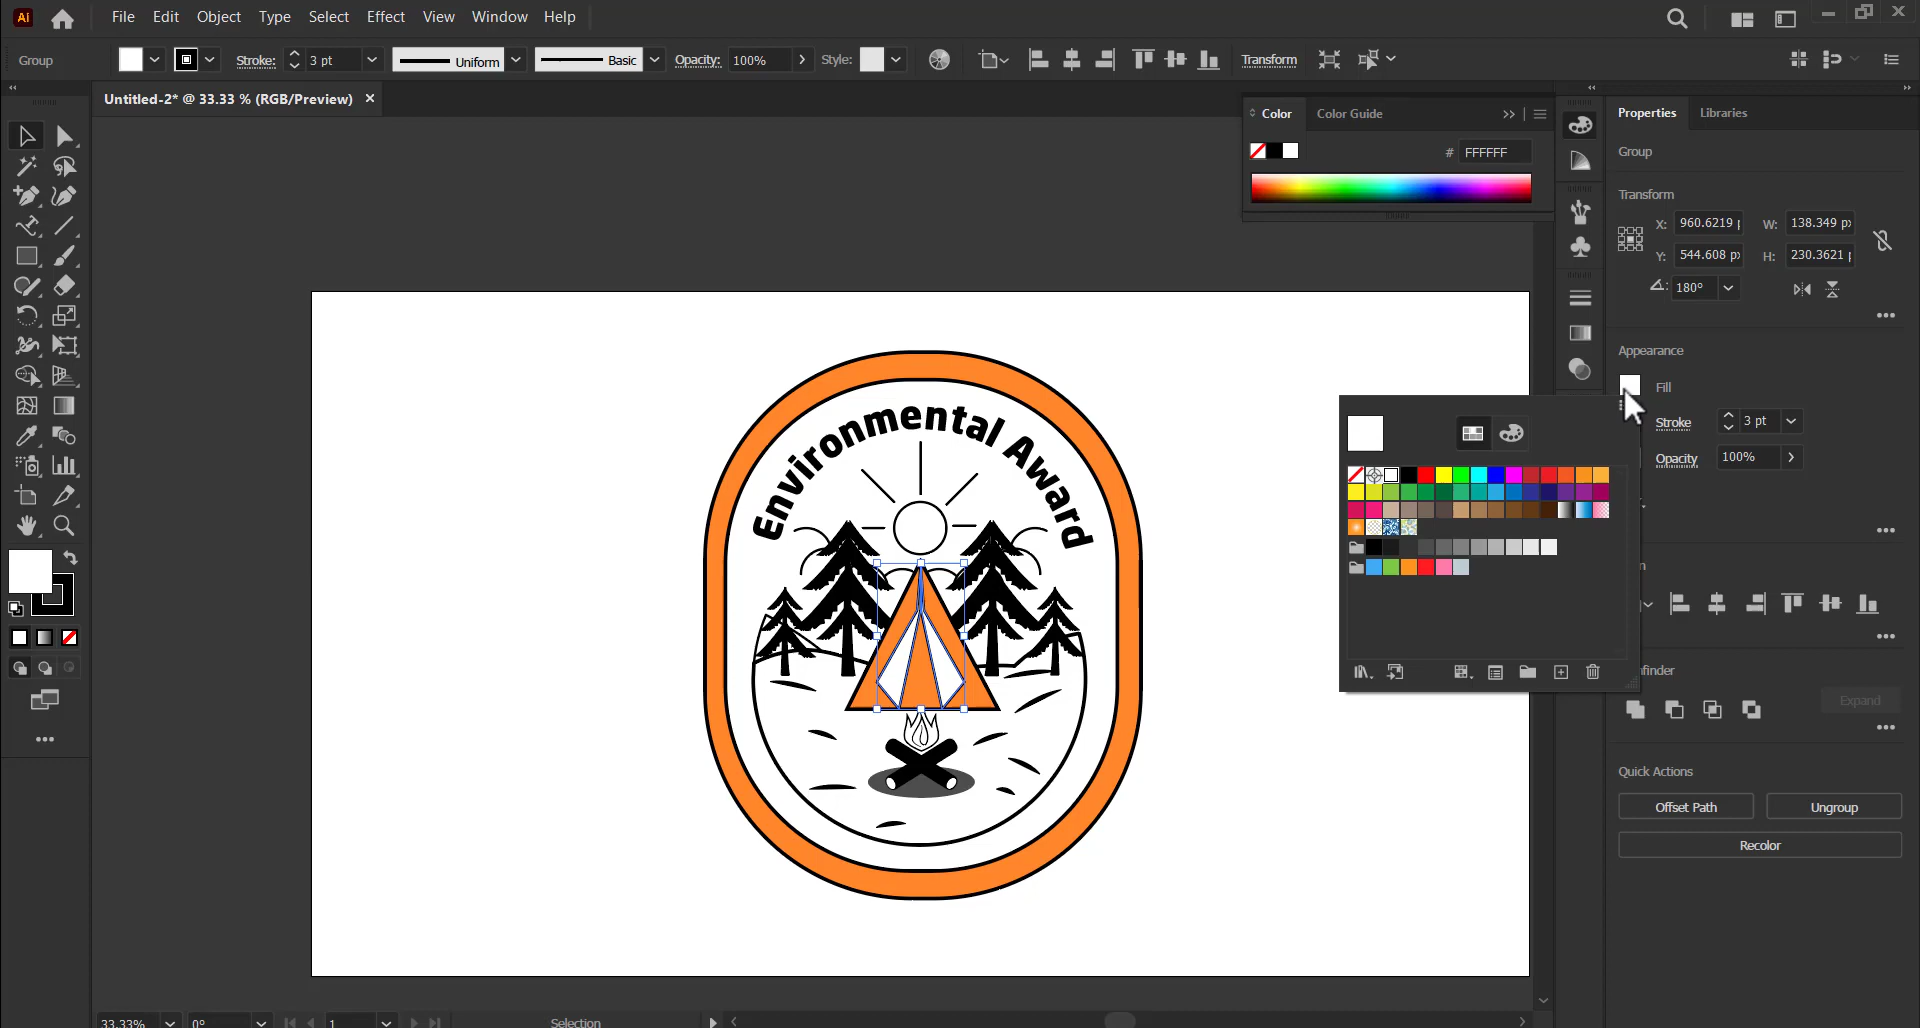 Ai File Edit Object Type Select Effect View Window Help
Group Stroke: 3 pt Uniform Basic Opacity: 100% Style: Transform
Untitled-2* @ 33.33 % (RGB/Preview) ×
Color Color Guide
# FFFFFF
Properties Libraries
Group
Transform
X: 960.6219 W: 138.349 px
Y: 544.608 px H: 230.3621
180°
Appearance
Fill
Stroke 3 pt
Opacity 100%
Expand
Quick Actions
Offset Path Ungroup
Recolor
Environmental Award
33.33% 0° 1 Selection